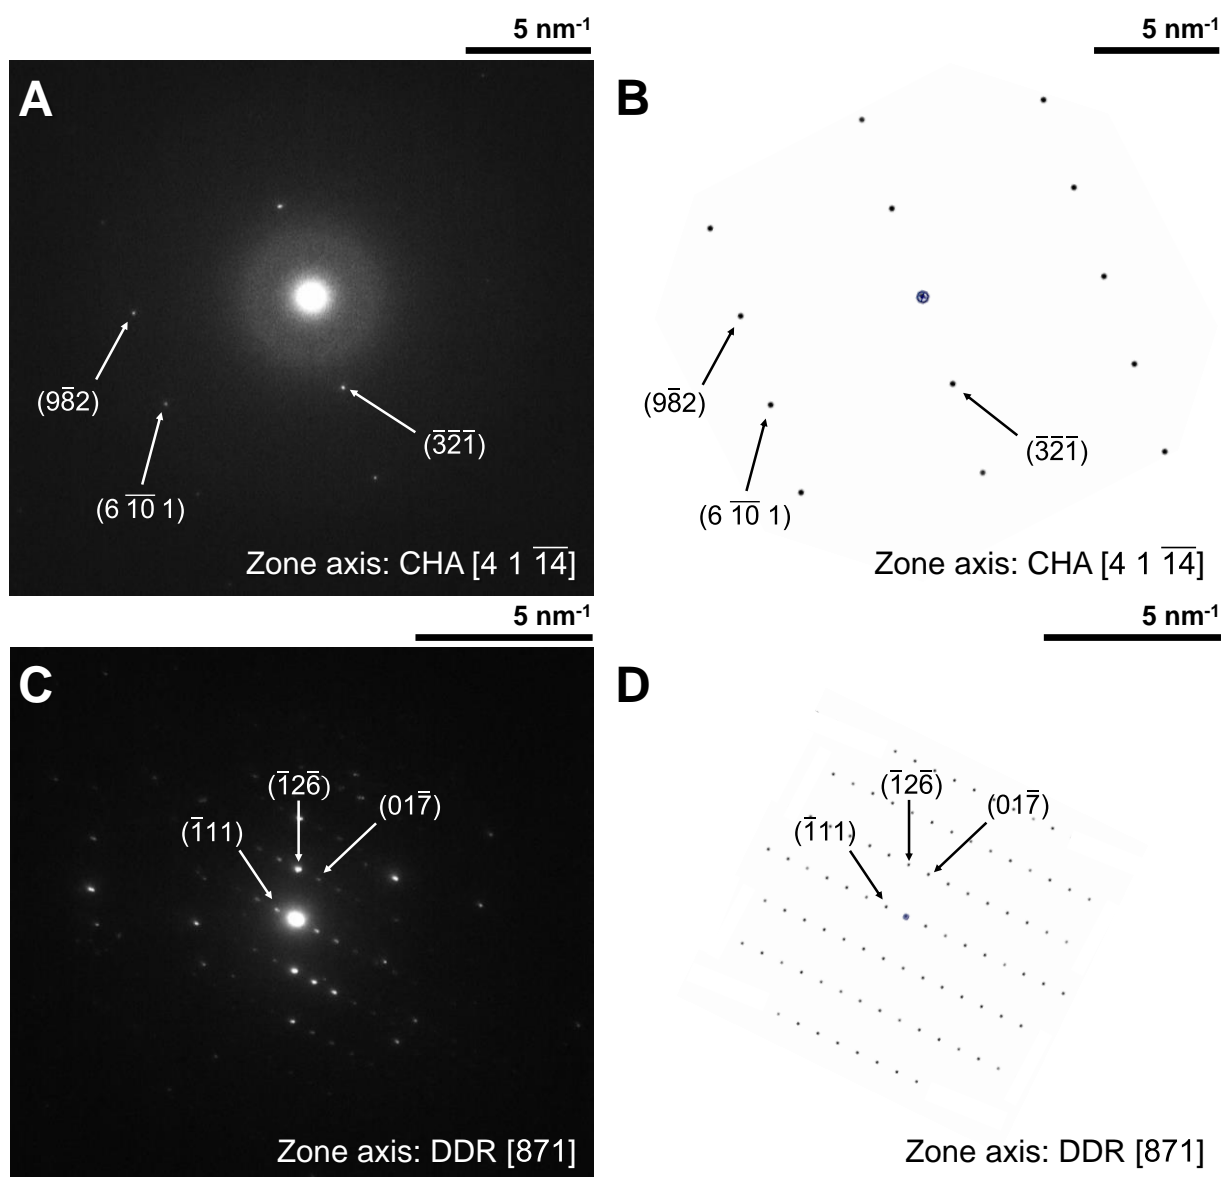 5 nm⁻¹
5 nm⁻¹
A
B
(98̅2)
(3̅2̅1̅)
(6 1̅0̅ 1)
Zone axis: CHA [4 1 1̅4̅]
(98̅2)
(3̅2̅1̅)
(6 1̅0̅ 1)
Zone axis: CHA [4 1 1̅4̅]
5 nm⁻¹
5 nm⁻¹
C
D
(1̅26̅)
(017̅)
(1̅11)
Zone axis: DDR [871]
(1̅26̅)
(017̅)
(1̅11)
Zone axis: DDR [871]